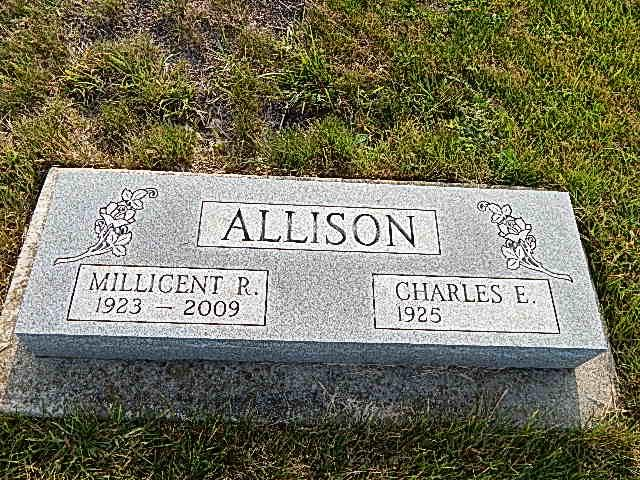 ALLISON
MILLICENT R.
1923 — 2009
CHARLES E.
1925